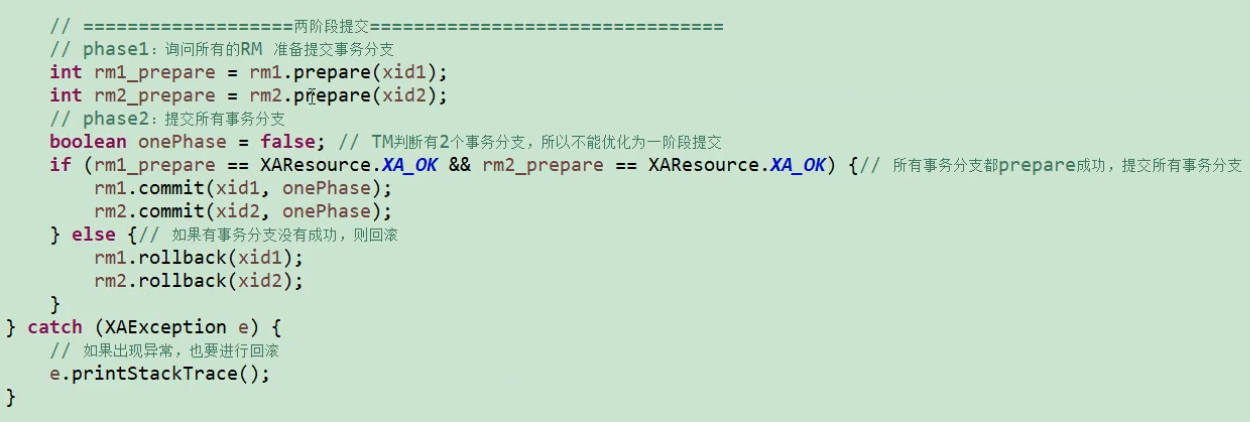 // ===================两阶段提交================================
// phase1：询问所有的RM 准备提交事务分支
int rm1_prepare = rm1.prepare(xid1);
int rm2_prepare = rm2.prepare(xid2);
// phase2：提交所有事务分支
boolean onePhase = false; // TM判断有2个事务分支，所以不能优化为一阶段提交
if (rm1_prepare == XAResource.XA_OK && rm2_prepare == XAResource.XA_OK) {// 所有事务分支都prepare成功，提交所有事务分支
rm1.commit(xid1, onePhase);
rm2.commit(xid2, onePhase);
} else {// 如果有事务分支没有成功，则回滚
rm1.rollback(xid1);
rm2.rollback(xid2);
}
} catch (XAException e) {
// 如果出现异常，也要进行回滚
e.printStackTrace();
}